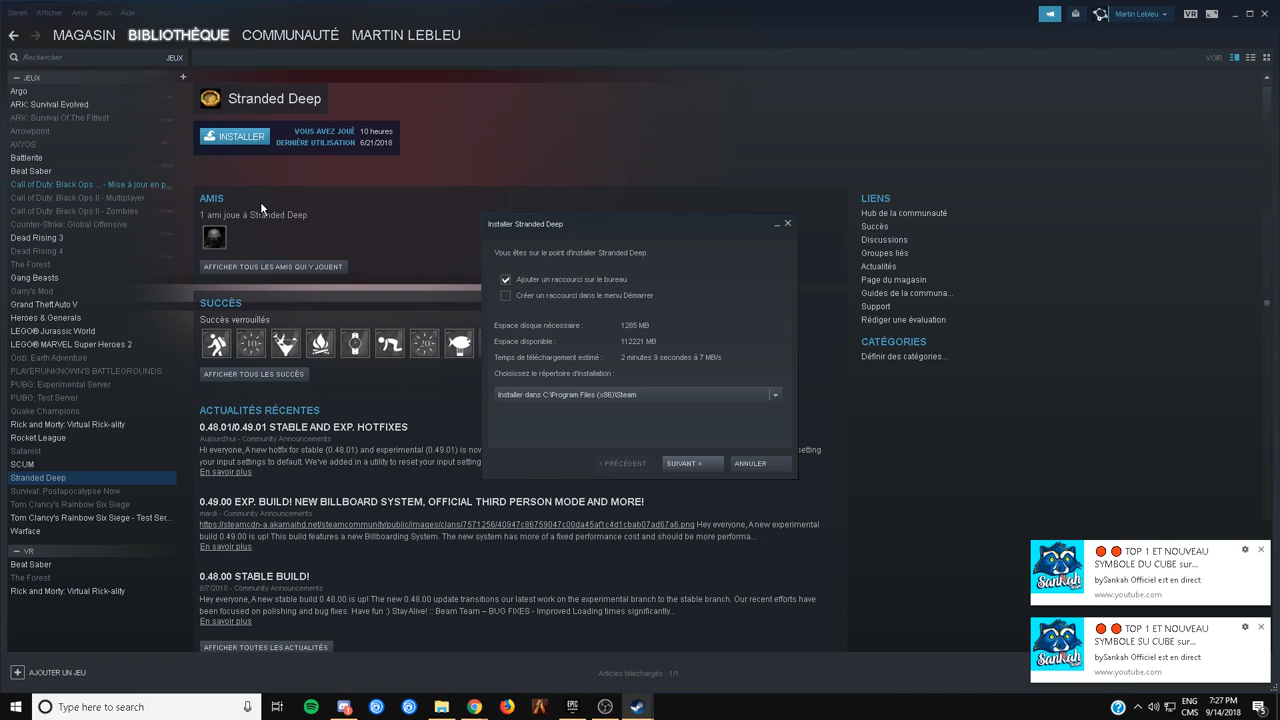 Steam Afficher Amis Jeux Aide
Martin Lebleu
VR
MAGASIN BIBLIOTHÈQUE COMMUNAUTÉ MARTIN LEBLEU
Rechercher JEUX
VOIR
JEUX
Argo
ARK: Survival Evolved
ARK: Survival Of The Fittest
Arrowpoint
AXYOS
Battlerite
Beat Saber
Call of Duty: Black Ops ... - Mise à jour en p...
Call of Duty: Black Ops II - Multiplayer
Call of Duty: Black Ops II - Zombies
Counter-Strike: Global Offensive
Dead Rising 3
Dead Rising 4
The Forest
Gang Beasts
Garry's Mod
Grand Theft Auto V
Heroes & Generals
LEGO® Jurassic World
LEGO® MARVEL Super Heroes 2
Oozi: Earth Adventure
PLAYERUNKNOWN'S BATTLEGROUNDS
PUBG: Experimental Server
PUBG: Test Server
Quake Champions
Rick and Morty: Virtual Rick-ality
Rocket League
Satanist
SCUM
Stranded Deep
Survival: Postapocalypse Now
Tom Clancy's Rainbow Six Siege
Tom Clancy's Rainbow Six Siege - Test Ser...
Warface
VR
Beat Saber
The Forest
Rick and Morty: Virtual Rick-ality
AJOUTER UN JEU
Stranded Deep
INSTALLER
VOUS AVEZ JOUÉ 10 heures
DERNIÈRE UTILISATION 6/21/2018
AMIS
1 ami joue à Stranded Deep
AFFICHER TOUS LES AMIS QUI Y JOUENT
SUCCÈS
Succès verrouillés
AFFICHER TOUS LES SUCCÈS
ACTUALITÉS RÉCENTES
0.48.01/0.49.01 STABLE AND EXP. HOTFIXES
Aujourd'hui - Community Announcements
Hi everyone, A new hotfix for stable (0.48.01) and experimental (0.49.01) is now
setting
your input settings to default. We've added in a utility to reset your input settings
En savoir plus
0.49.00 EXP. BUILD! NEW BILLBOARD SYSTEM, OFFICIAL THIRD PERSON MODE AND MORE!
mardi - Community Announcements
https://steamcdn-a.akamaihd.net/steamcommunity/public/images/clans/7571256/40947c86759047c00da45af1c4d1cbab07ad67a6.png Hey everyone, A new experimental
build 0.49.00 is up! This build features a new Billboarding System. The new system has more of a fixed performance cost and should be more performa...
En savoir plus
0.48.00 STABLE BUILD!
8/7/2018 - Community Announcements
Hi everyone, The new 0.48.00 stable build is up! The new 0.48.00 update transitions our latest work on the experimental branch to the stable branch. Our recent efforts
have been focused on polishing and bug fixes. Have fun :) Stay Alive! :: Beam Team – BUG FIXES - Improved Loading times significantly...
En savoir plus
AFFICHER TOUTES LES ACTUALITÉS
Articles téléchargés : 1/1
Installer Stranded Deep
Vous êtes sur le point d'installer Stranded Deep.
Ajouter un raccourci sur le bureau
Créer un raccourci dans le menu Démarrer
Espace disque nécessaire : 1285 MB
Espace disponible : 112221 MB
Temps de téléchargement estimé : 2 minutes 9 secondes à 7 MB/s
Choisissez le répertoire d'installation :
Installer dans C:\Program Files (x86)\Steam
< PRÉCÉDENT SUIVANT > ANNULER
LIENS
Hub de la communauté
Succès
Discussions
Groupes liés
Actualités
Page du magasin
Guides de la communa...
Support
Rédiger une évaluation
CATÉGORIES
Définir des catégories...
TOP 1 ET NOUVEAU
SYMBOLE DU CUBE sur...
bySankah Officiel est en direct
www.youtube.com
Sankah
TOP 1 ET NOUVEAU
SYMBOLE SU CUBE sur...
bySankah Officiel est en direct
www.youtube.com
Sankah
Type here to search
EPIC
ENG
CMS
7:27 PM
9/14/2018
5